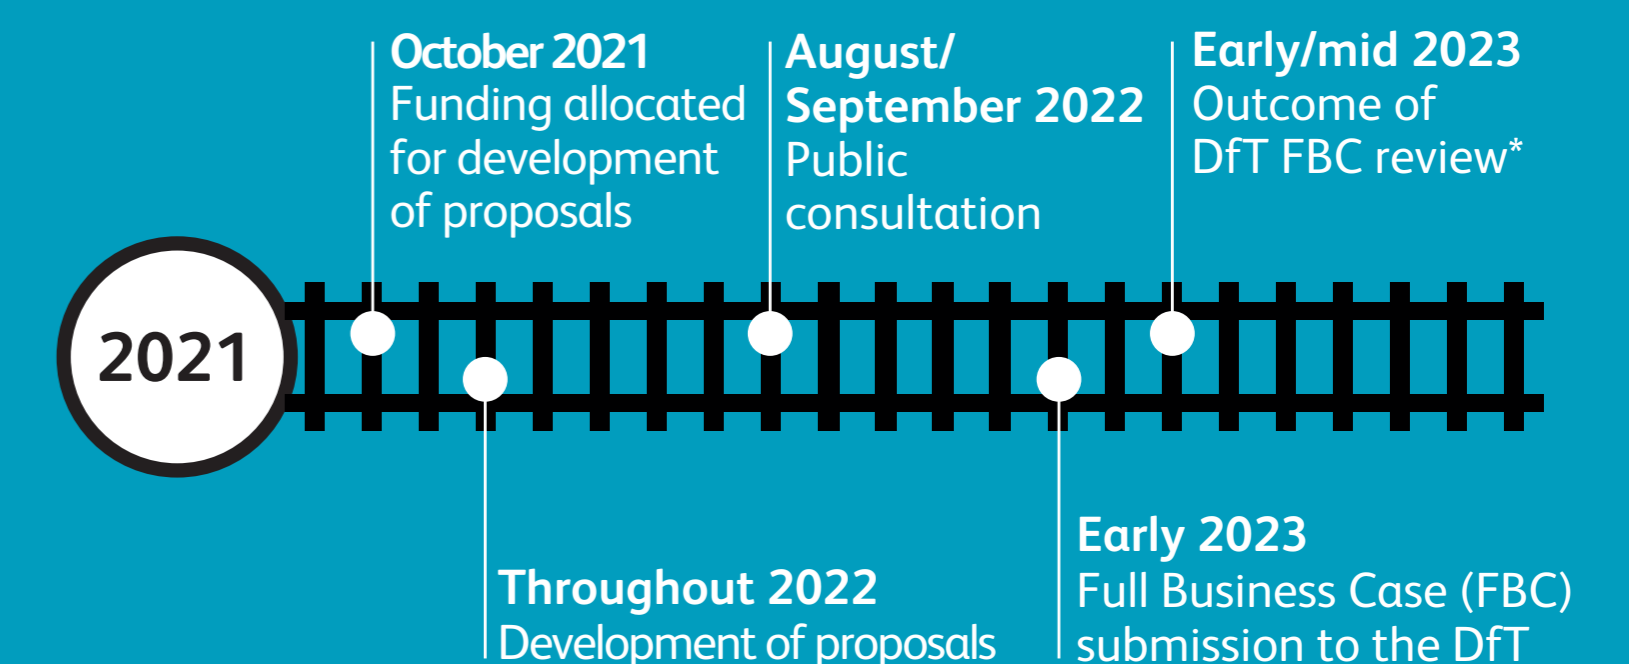 2021
October 2021
Funding allocated
for development
of proposals
Throughout 2022
Development of proposals
August/
September 2022
Public
consultation
Early 2023
Full Business Case (FBC)
submission to the DfT
Early/mid 2023
Outcome of
DfT FBC review*